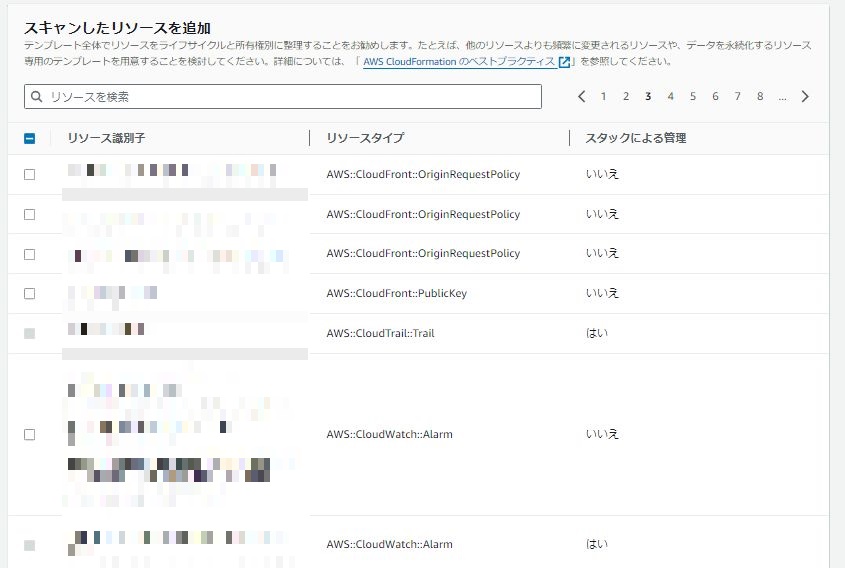 スキャンしたリソースを追加
テンプレート全体でリソースをライフサイクルと所有権別に整理することをお勧めします。たとえば、他のリソースよりも頻繁に変更されるリソースや、データを永続化するリソース
専用のテンプレートを用意することを検討してください。詳細については、「 AWS CloudFormation のベストプラクティス 」を参照してください。
リソースを検索 1 2 3 4 5 6 7 8 ...
リソース識別子 リソースタイプ スタックによる管理
AWS::CloudFront::OriginRequestPolicy いいえ
AWS::CloudFront::OriginRequestPolicy いいえ
AWS::CloudFront::OriginRequestPolicy いいえ
AWS::CloudFront::PublicKey いいえ
AWS::CloudTrail::Trail はい
AWS::CloudWatch::Alarm いいえ
AWS::CloudWatch::Alarm はい